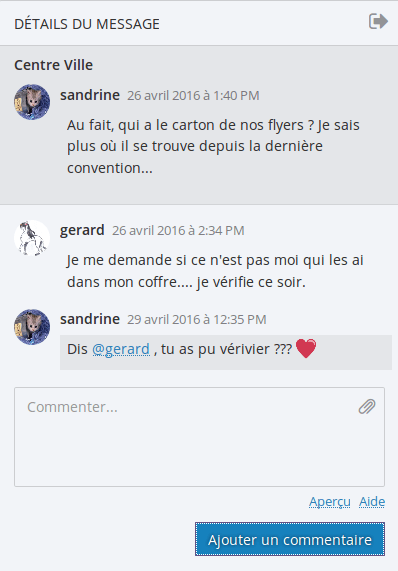 DÉTAILS DU MESSAGE
Centre Ville
sandrine 26 avril 2016 à 1:40 PM
Au fait, qui a le carton de nos flyers ? Je sais
plus où il se trouve depuis la dernière
convention...
gerard 26 avril 2016 à 2:34 PM
Je me demande si ce n'est pas moi qui les ai
dans mon coffre.... je vérifie ce soir.
sandrine 29 avril 2016 à 12:35 PM
Dis @gerard , tu as pu vérivier ???
Commenter...
Aperçu Aide
Ajouter un commentaire